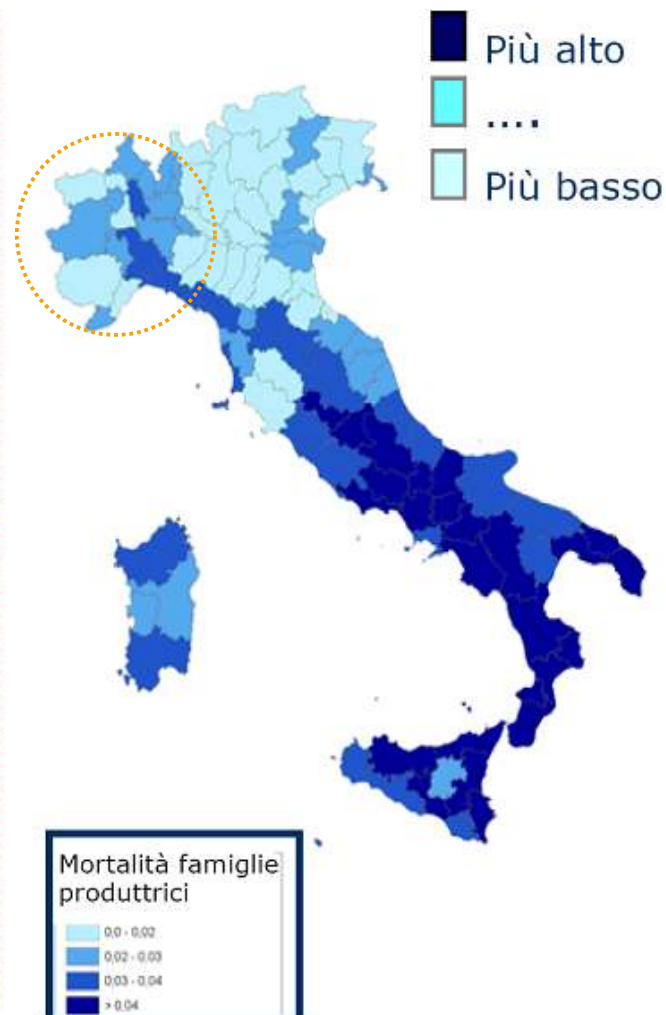 Più alto
....
Più basso
Mortalità famiglie
produttrici
0,0 - 0,02
0,02 - 0,03
0,03 - 0,04
> 0,04